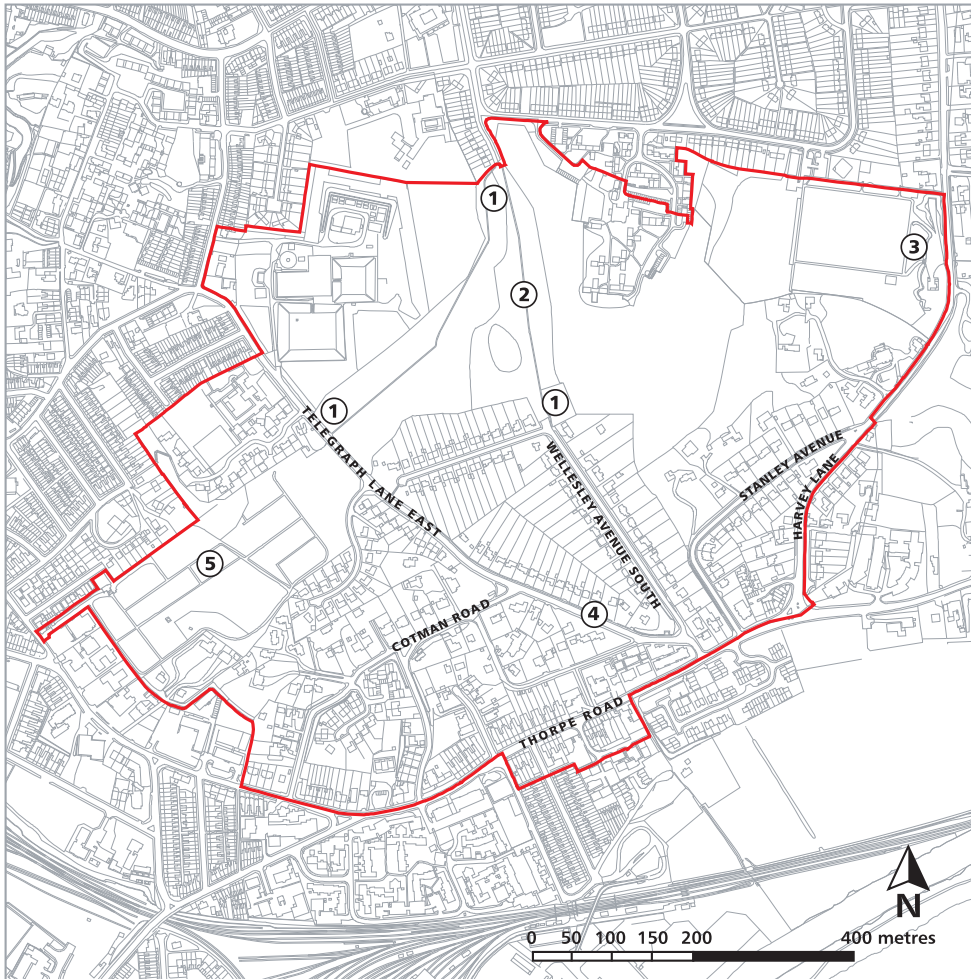 1
3
2
1
1
TELEGRAPH LANE EAST
WELLESLEY AVENUE SOUTH
STANLEY AVENUE
HARVEY LANE
5
COTMAN ROAD
4
THORPE ROAD
N
0 50 100 150 200 400 metres